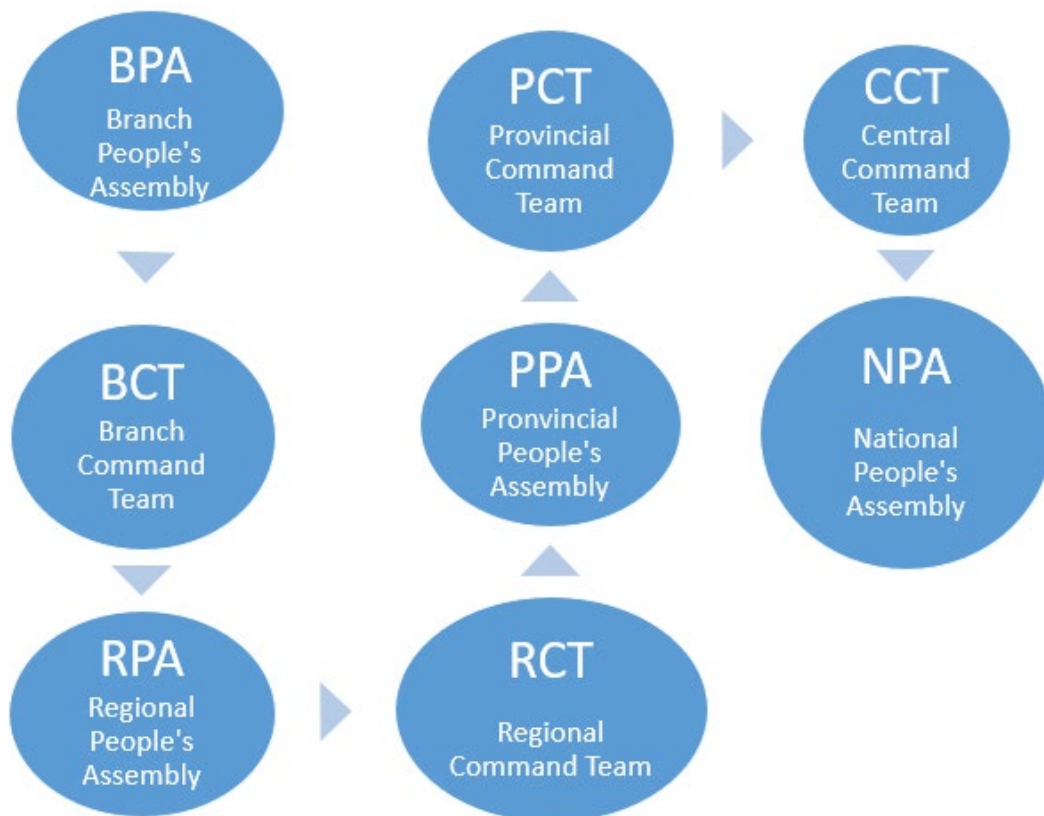 BPA
Branch
People's
Assembly
BCT
Branch
Command
Team
RPA
Regional
People's
Assembly
RCT
Regional
Command Team
PPA
Pronvincial
People's
Assembly
PCT
Provincial
Command
Team
CCT
Central
Command
Team
NPA
National
People's
Assembly